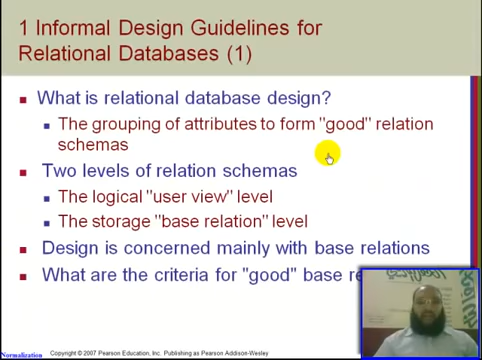 1 Informal Design Guidelines for
Relational Databases (1)
What is relational database design?
The grouping of attributes to form "good" relation
schemas
Two levels of relation schemas
The logical "user view" level
The storage "base relation" level
Design is concerned mainly with base relations
What are the criteria for "good" base
Normalization
Copyright © 2007 Pearson Education, Inc. Publishing as Pearson Addison-Wesley